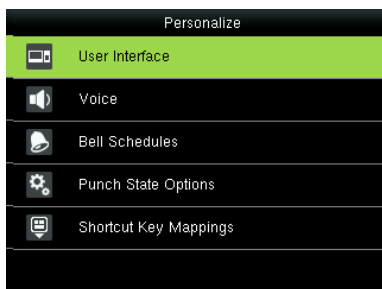 Personalize
User Interface
Voice
Bell Schedules
Punch State Options
Shortcut Key Mappings